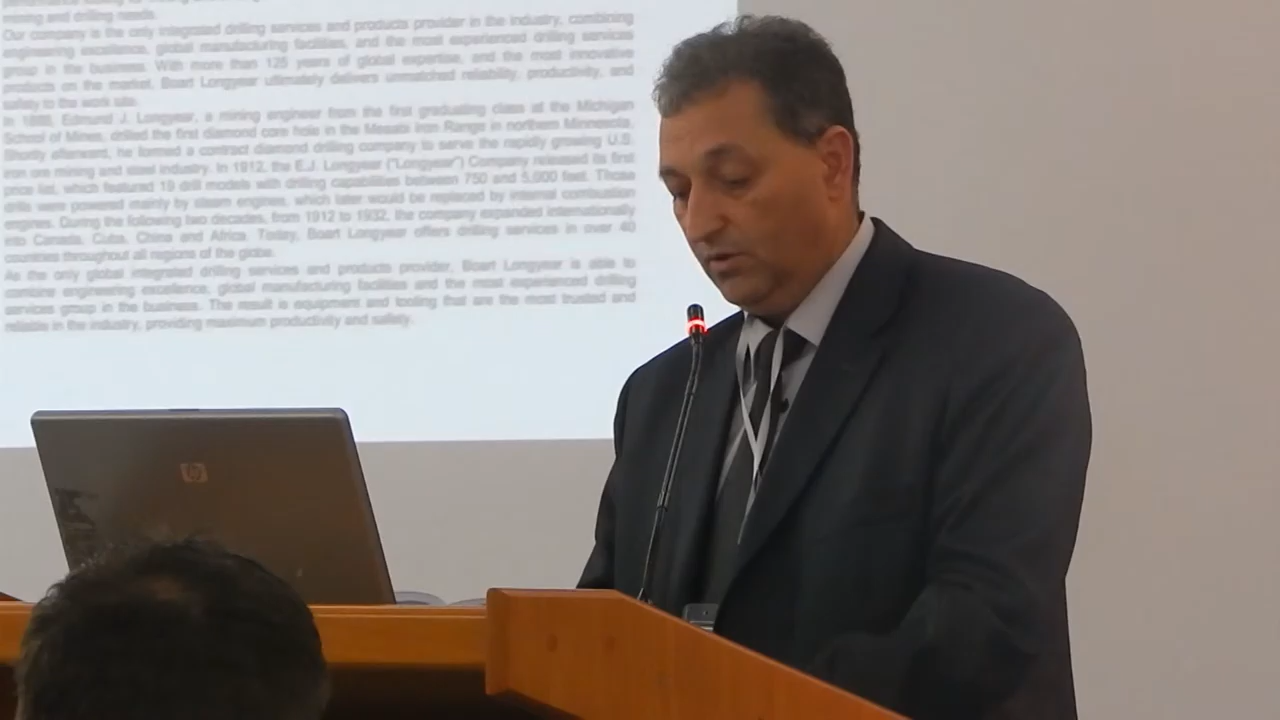 mining and drilling needs.
Our company is the only integrated drilling services and products provider in the industry, combining
engineering excellence, global manufacturing facilities, and the most experienced drilling services
group in the business. With more than 125 years of global expertise, and the most innovative
products on the market, Boart Longyear ultimately delivers unmatched reliability, productivity, and
safety to the work site.
In 1888, Edmund J. Longyear, a mining engineer from the first graduating class at the Michigan
School of Mines, drilled the first diamond core hole in the Mesabi Iron Range in northern Minnesota.
Shortly afterward, he formed a contract diamond drilling company to serve the rapidly growing U.S.
iron ore mining and steel industry. In 1912, the E.J. Longyear ("Longyear") Company released its first
price list, which featured 19 drill models with drilling capabilities between 750 and 5,000 feet. Those
drills were powered mainly by steam engines, which later would be replaced by internal combustion
engines. During the following two decades, from 1912 to 1932, the company expanded internationally
into Canada, Cuba, China and Africa. Today, Boart Longyear offers drilling services in over 40
countries throughout all regions of the globe.
As the only global integrated drilling services and products provider, Boart Longyear is able to
combine engineering excellence, global manufacturing facilities and the most experienced drilling
services group in the business. The result is equipment and tooling that are the most trusted and
reliable in the industry, providing maximum productivity and safety.
hp